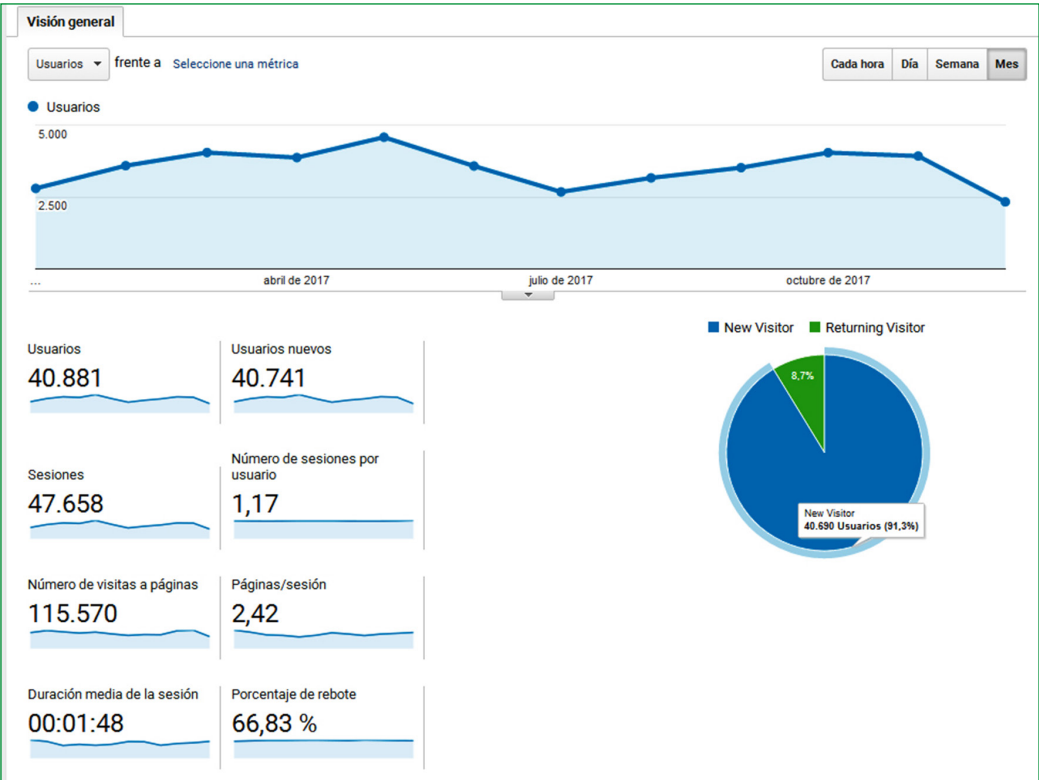 Visión general
Usuarios frente a Seleccione una métrica
Cada hora Día Semana Mes
Usuarios
5.000
2.500
... abril de 2017 julio de 2017 octubre de 2017
New Visitor Returning Visitor
Usuarios
40.881
Usuarios nuevos
40.741
Sesiones
47.658
Número de sesiones por
usuario
1,17
Número de visitas a páginas
115.570
Páginas/sesión
2,42
Duración media de la sesión
00:01:48
Porcentaje de rebote
66,83 %
8,7%
New Visitor
40.690 Usuarios (91,3%)